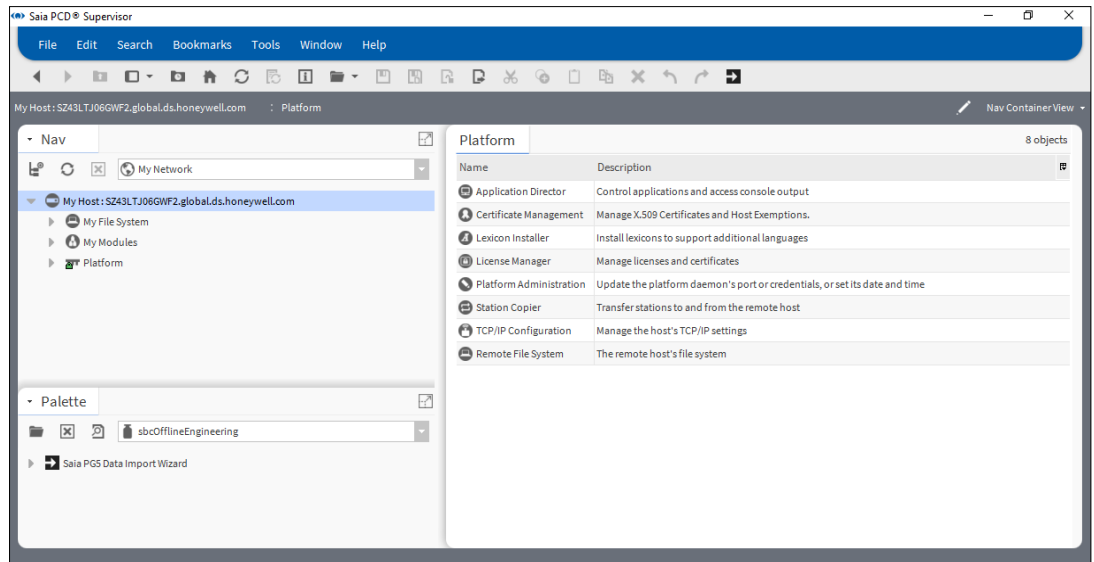 Saia PCD® Supervisor
File Edit Search Bookmarks Tools Window Help
My Host : SZ43LTJ06GWF2.global.ds.honeywell.com : Platform
Nav Container View
Nav
My Network
My Host : SZ43LTJ06GWF2.global.ds.honeywell.com
My File System
My Modules
Platform
Palette
sbcOfflineEngineering
Saia PG5 Data Import Wizard
Platform 8 objects
Name Description
Application Director Control applications and access console output
Certificate Management Manage X.509 Certificates and Host Exemptions.
Lexicon Installer Install lexicons to support additional languages
License Manager Manage licenses and certificates
Platform Administration Update the platform daemon's port or credentials, or set its date and time
Station Copier Transfer stations to and from the remote host
TCP/IP Configuration Manage the host's TCP/IP settings
Remote File System The remote host's file system